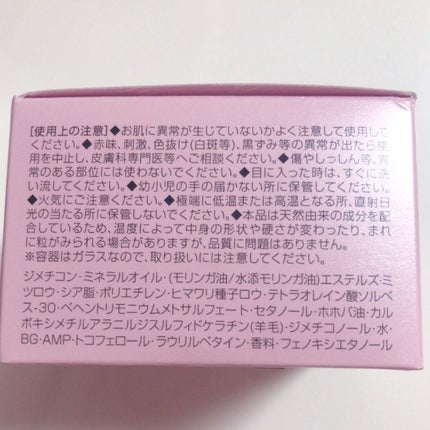 [使用上の注意]◆お肌に異常が生じていないかよく注意して使用して
ください。◆赤味、刺激、色抜け(白斑等)、黒ずみ等の異常が出たら使
用を中止し、皮膚科専門医等へご相談ください。◆傷やしっしん等、異
常のある部位には使わないでください。◆目に入った時は、すぐに洗
い流してください。◆幼小児の手の届かない所に保管してください。
◆火気にご注意ください。◆極端に低温または高温となる所、直射日
光の当たる所に保管しないでください。◆本品は天然由来の成分を配
合しているため、温度によって中身の形状や硬さが変わったり、まれ
に粒がみられる場合がありますが、品質に問題はありません。
※容器はガラスなので、取り扱いには注意してください。
ジメチコン・ミネラルオイル・(モリンガ油/水添モリンガ油)エステルズ・ミ
ツロウ・シア脂・ポリエチレン・ヒマワリ種子ロウ・テトラオレイン酸ソルベ
ス-30・ベヘントリモニウムメトサルフェート・セタノール・ホホバ油・カル
ボキシメチルアラニルジスルフィドケラチン(羊毛)・ジメチコノール・水・
BG・AMP・トコフェロール・ラウリルベタイン・香料・フェノキシエタノール